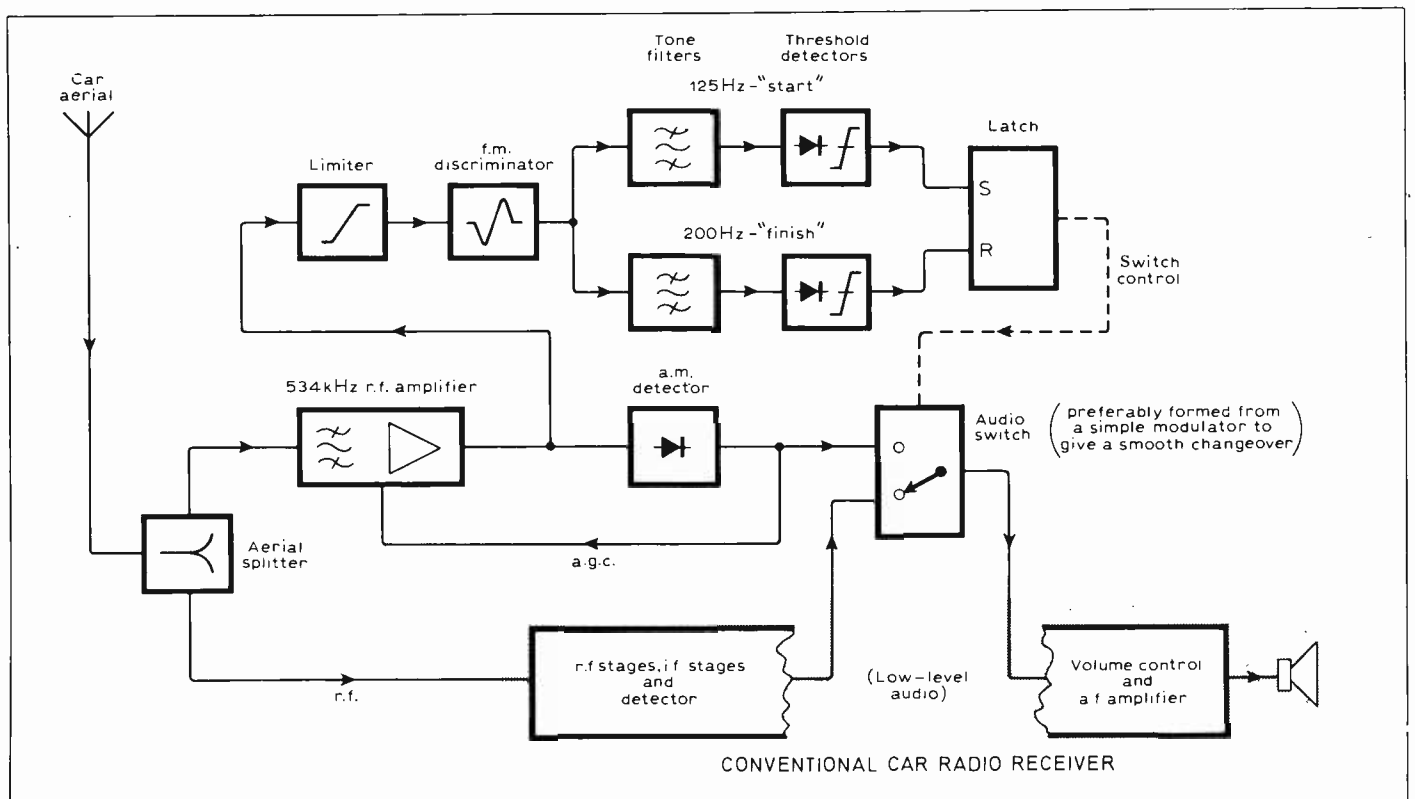 Car
aerial
Tone
filters
Threshold
detectors
125Hz-"start"
Limiter
f.m.
discriminator
Latch
S
R
200Hz-"finish"
Switch
control
534kHz r.f. amplifier
a.m.
detector
Audio
switch
(preferably formed from
a simple modulator to
give a smooth changeover)
Aerial
splitter
a.g.c.
r.f.
r.f stages, i f stages
and
detector
(Low-level
audio)
Volume control
and
a f amplifier
CONVENTIONAL CAR RADIO RECEIVER